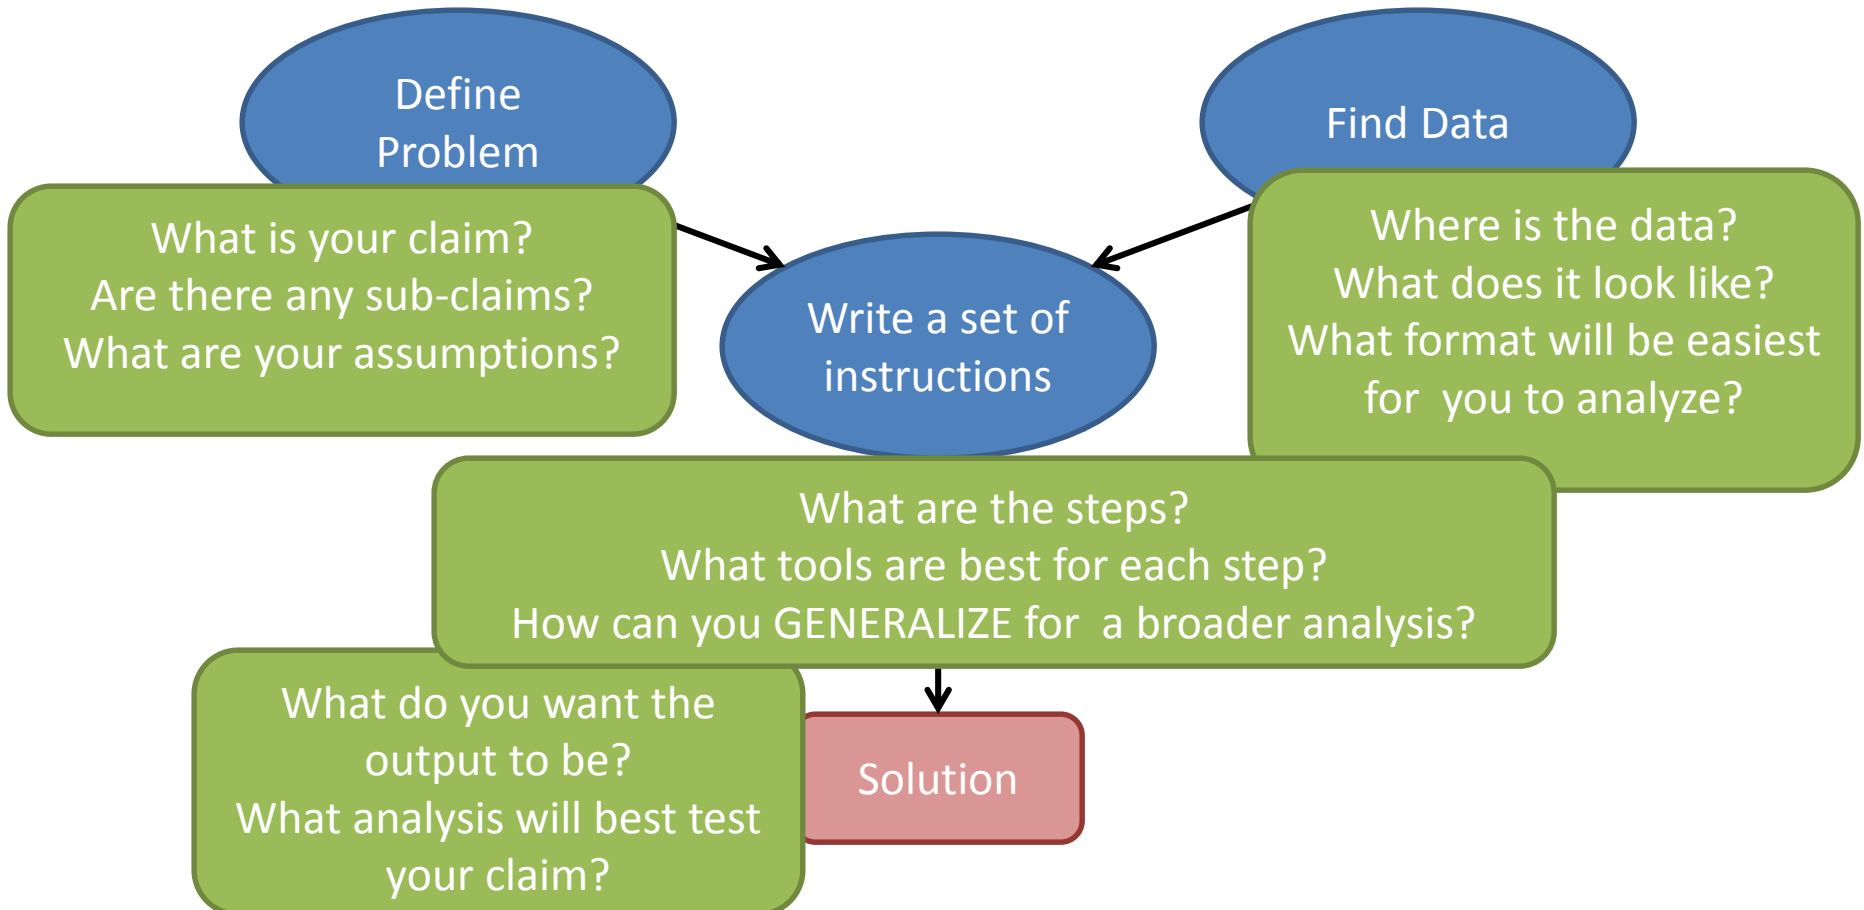 Define
Problem
Find Data
What is your claim?
Are there any sub-claims?
What are your assumptions?
Where is the data?
What does it look like?
What format will be easiest
for  you to analyze?
Write a set of
instructions
What are the steps?
What tools are best for each step?
How can you GENERALIZE for  a broader analysis?
What do you want the
output to be?
What analysis will best test
your claim?
Solution